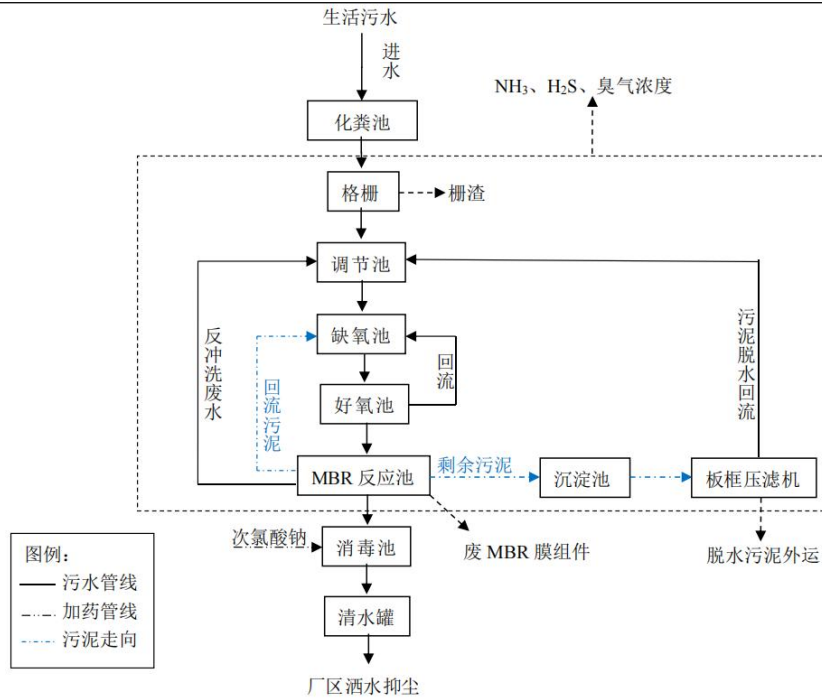 生活污水
进水
NH₃、H₂S、臭气浓度
化粪池
格栅
栅渣
调节池
反冲洗废水
缺氧池
回流污泥
回流
污泥脱水回流
好氧池
MBR 反应池
剩余污泥
沉淀池
板框压滤机
次氯酸钠
消毒池
废 MBR 膜组件
脱水污泥外运
图例：
污水管线
加药管线
污泥走向
清水罐
厂区洒水抑尘